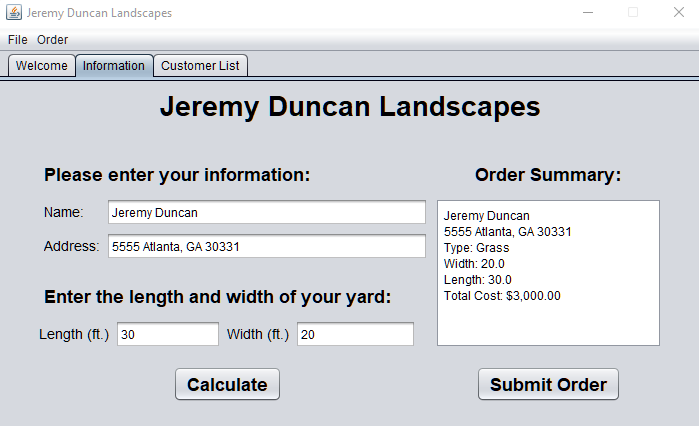 Jeremy Duncan Landscapes
File Order
Welcome Information Customer List
Jeremy Duncan Landscapes
Please enter your information:
Name: Jeremy Duncan
Address: 5555 Atlanta, GA 30331
Enter the length and width of your yard:
Length (ft.) 30 Width (ft.) 20
Calculate
Order Summary:
Jeremy Duncan
5555 Atlanta, GA 30331
Type: Grass
Width: 20.0
Length: 30.0
Total Cost: $3,000.00
Submit Order